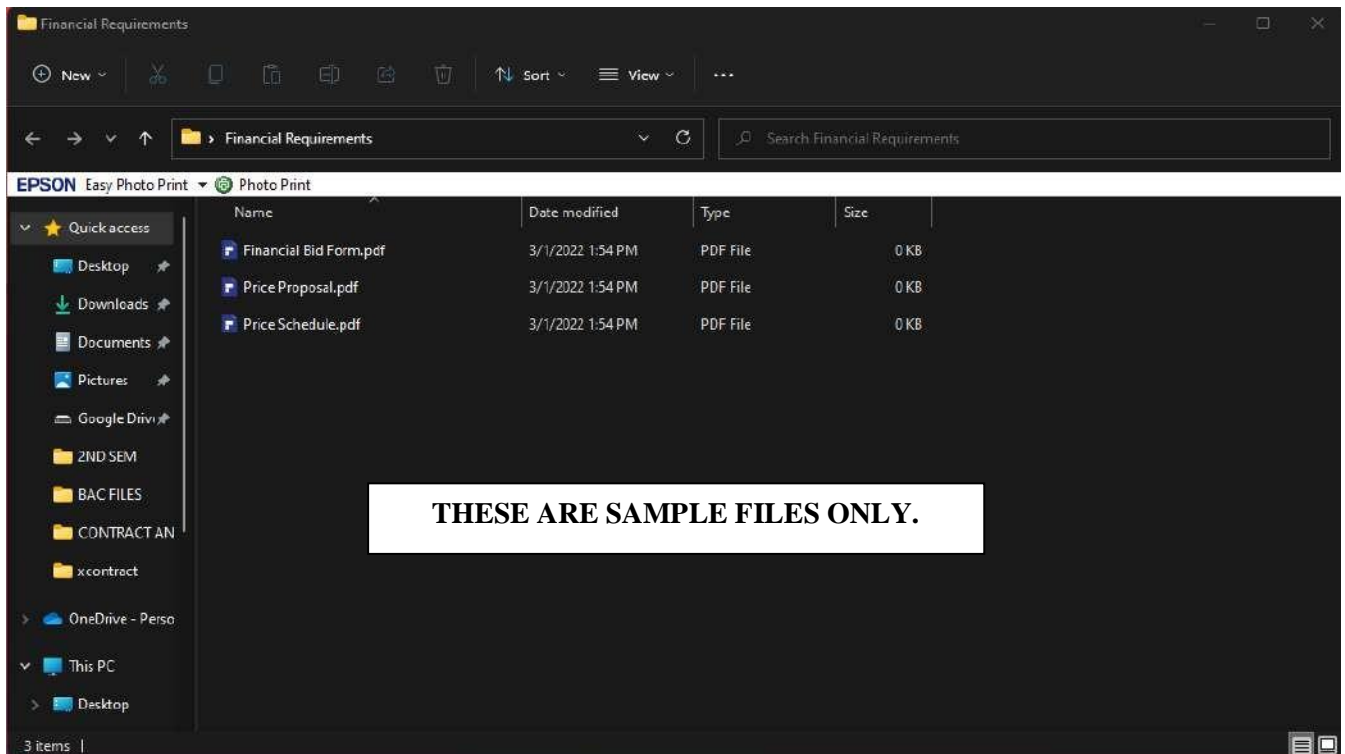 Financial Requirements
New Sort View ...
Financial Requirements Search Financial Requirements
EPSON Easy Photo Print Photo Print
Name Date modified Type Size
Quick access
Financial Bid Form.pdf 3/1/2022 1:54 PM PDF File 0 KB
Desktop
Price Proposal.pdf 3/1/2022 1:54 PM PDF File 0 KB
Downloads
Price Schedule.pdf 3/1/2022 1:54 PM PDF File 0 KB
Documents
Pictures
Google Driv
2ND SEM
BAC FILES
THESE ARE SAMPLE FILES ONLY.
CONTRACT AN
xcontract
OneDrive - Perso
This PC
Desktop
3 items